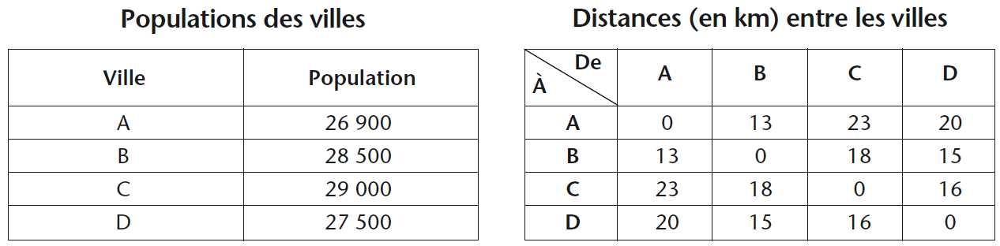 Populations des villes
Ville Population
A 26 900
B 28 500
C 29 000
D 27 500
Distances (en km) entre les villes
De À A B C D
A 0 13 23 20
B 13 0 18 15
C 23 18 0 16
D 20 15 16 0